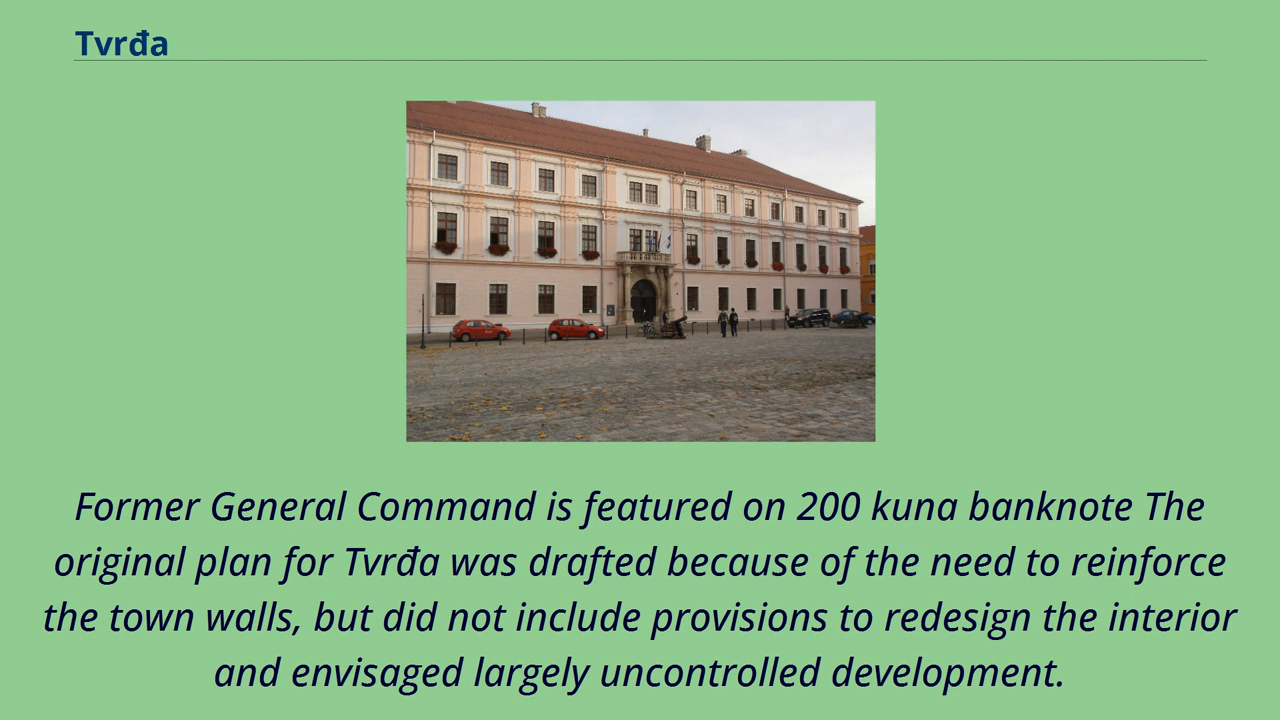 Tvrđa
Former General Command is featured on 200 kuna banknote The
original plan for Tvrđa was drafted because of the need to reinforce
the town walls, but did not include provisions to redesign the interior
and envisaged largely uncontrolled development.